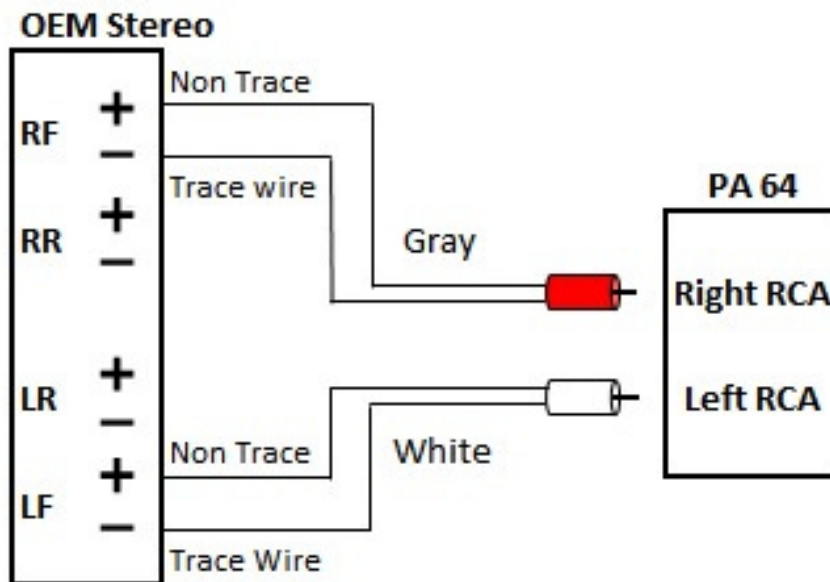 OEM Stereo
Non Trace
RF + −
Trace wire
PA 64
RR + −
Gray
Right RCA
LR + −
Left RCA
Non Trace
White
LF + −
Trace Wire